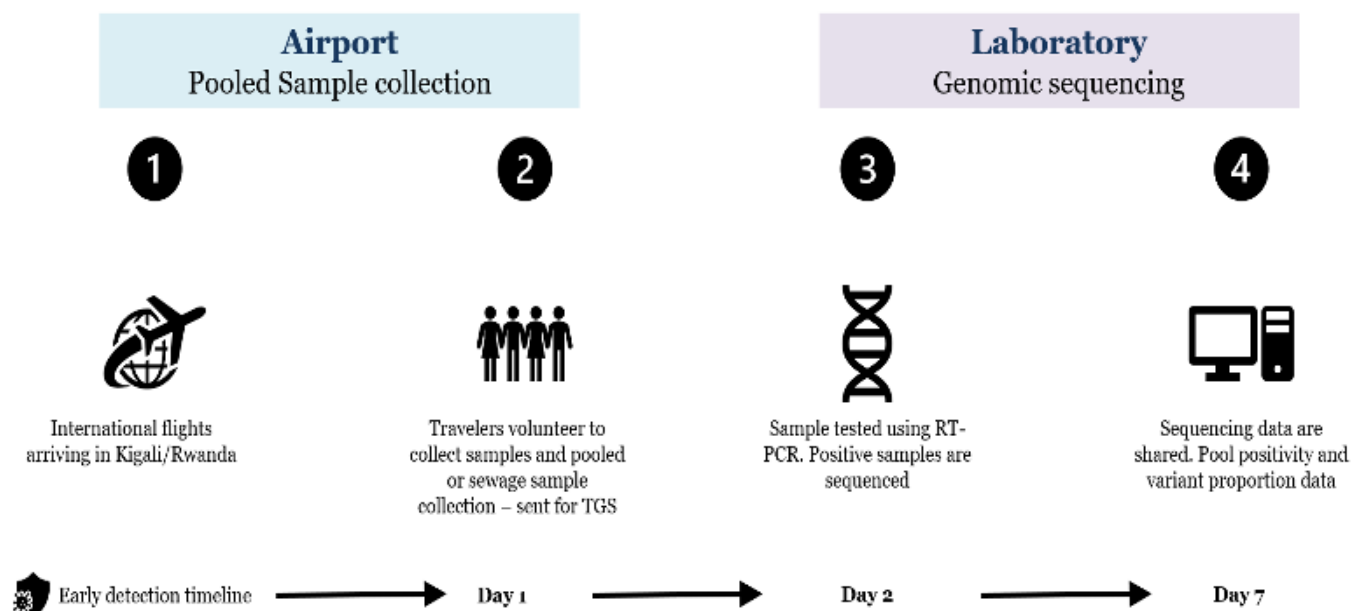 Airport
Pooled Sample collection
Laboratory
Genomic sequencing
1
2
3
4
International flights
arriving in Kigali/Rwanda
Travelers volunteer to
collect samples and pooled
or sewage sample
collection – sent for TGS
Sample tested using RT-
PCR. Positive samples are
sequenced
Sequencing data are
shared. Pool positivity and
variant proportion data
Early detection timeline
Day 1
Day 2
Day 7